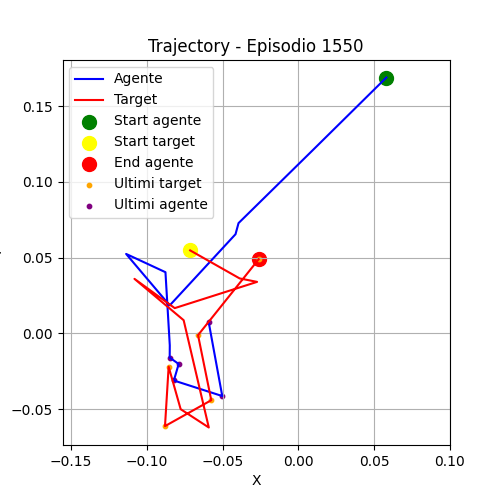 Trajectory - Episodio 1550
Agente
Target
Start agente
Start target
End agente
Ultimi target
Ultimi agente
0.15
0.10
0.05
0.00
−0.05
−0.15
−0.10
−0.05
0.00
0.05
0.10
X